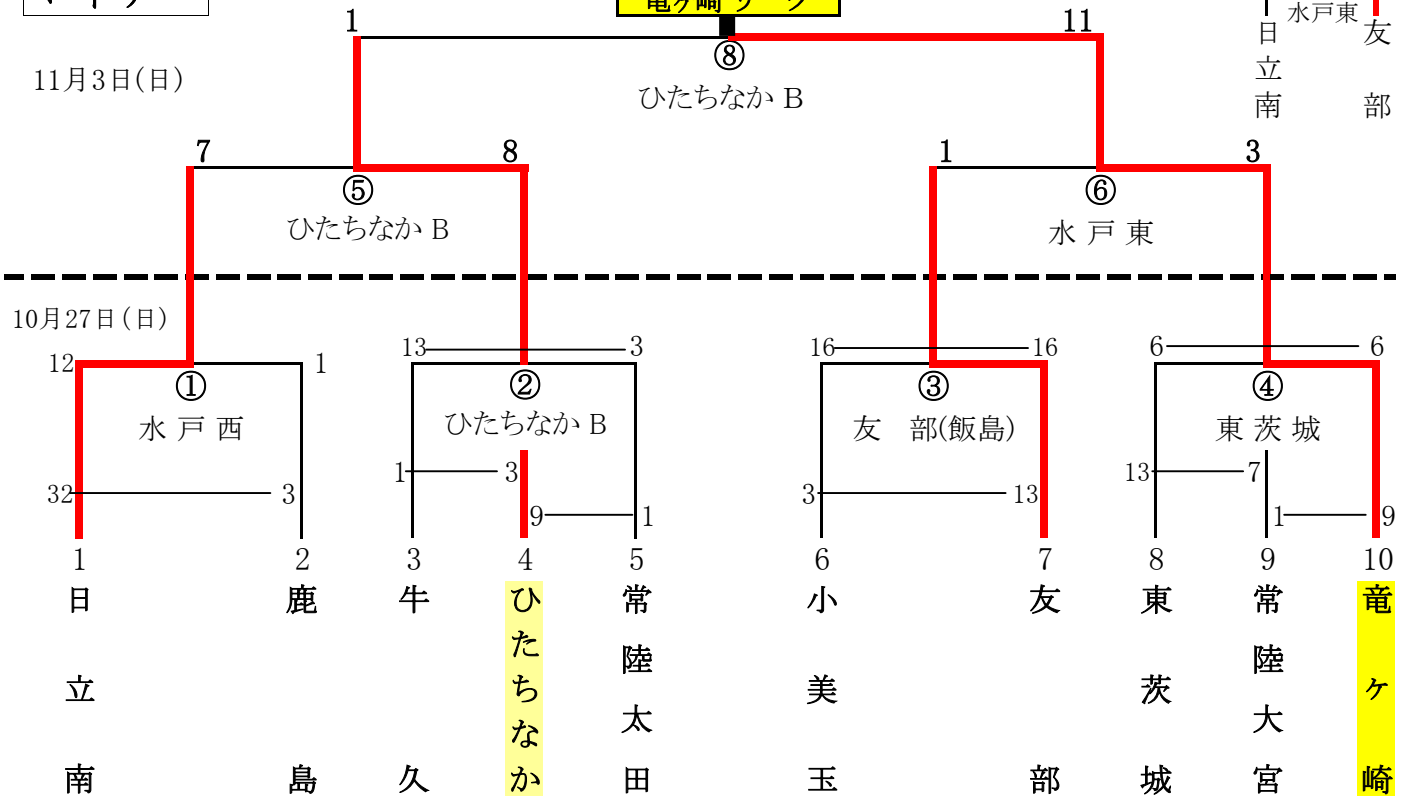 1
11
水戸東
日立南
友部
11月3日(日)
⑧
ひたちなか B
7
8
1
3
⑤
⑥
ひたちなか B
水 戸 東
10月27日(日)
12
1
13
3
16
16
6
6
①
②
③
④
水 戸 西
ひたちなか B
友 部(飯島)
東 茨 城
32
3
1
3
9
1
3
13
13
7
1
9
1
2
3
4
5
6
7
8
9
10
日立南
鹿島
牛久
ひたちなか
常陸太田
小美玉
友部
東茨城
常陸大宮
竜ケ崎